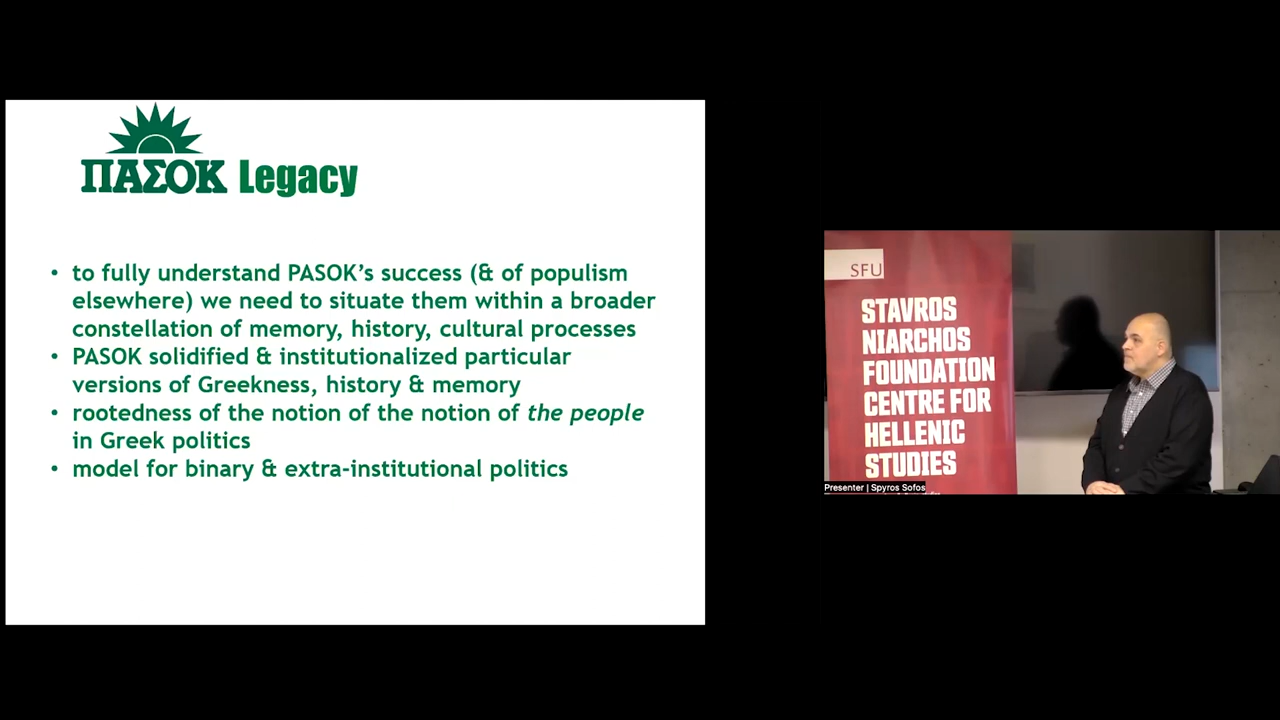 ΠΑΣΟΚ Legacy
• to fully understand PASOK’s success (& of populism
elsewhere) we need to situate them within a broader
constellation of memory, history, cultural processes
• PASOK solidified & institutionalized particular
versions of Greekness, history & memory
• rootedness of the notion of the notion of the people
in Greek politics
• model for binary & extra-institutional politics
SFU
STAVROS
NIARCHOS
FOUNDATION
CENTRE FOR
HELLENIC
STUDIES
Presenter | Spyros Sofos